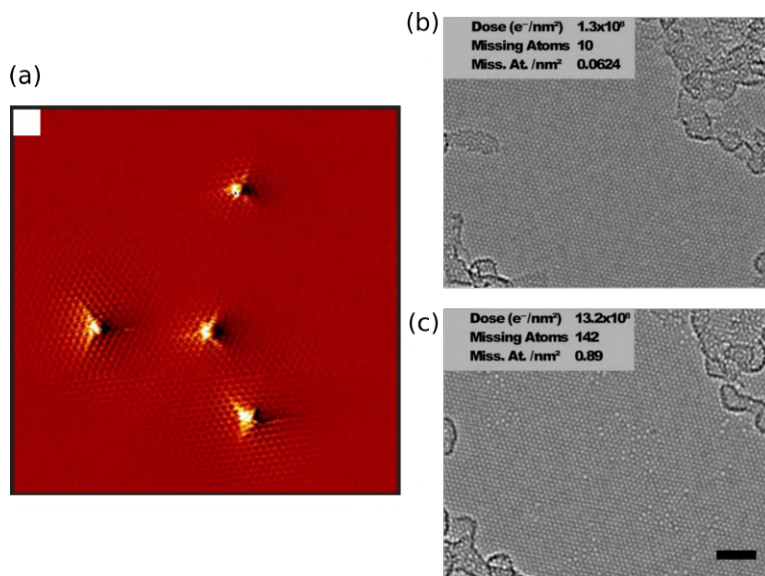 (a)
(b)
Dose (e⁻/nm²) 1.3x10⁸
Missing Atoms 10
Miss. At. /nm² 0.0624
(c)
Dose (e⁻/nm²) 13.2x10⁸
Missing Atoms 142
Miss. At. /nm² 0.89